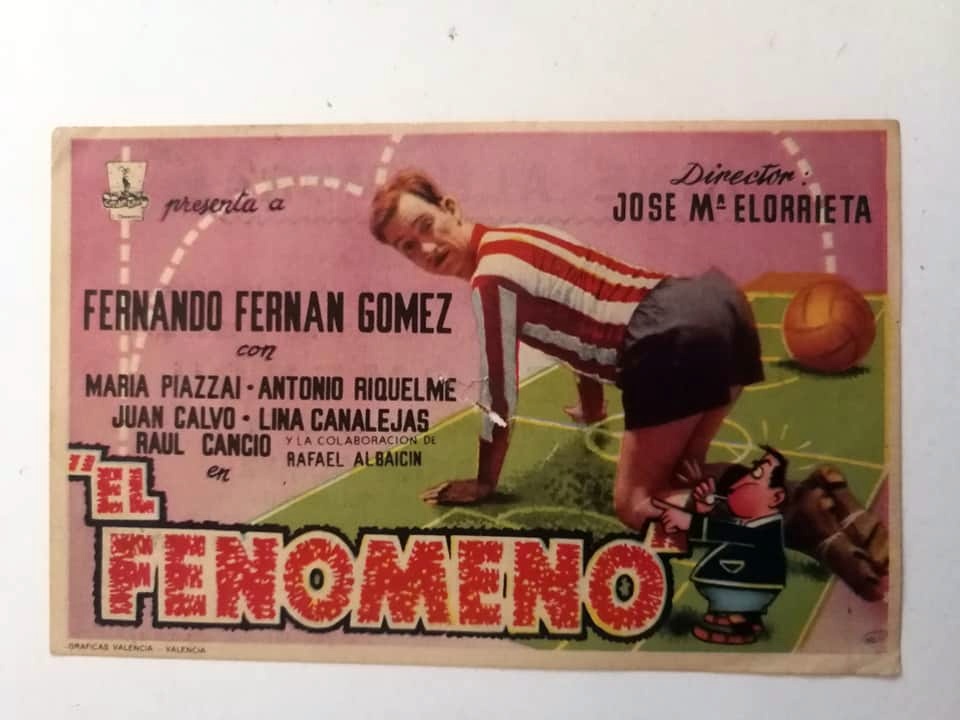 presenta a
Director:
JOSE Mª ELORRIETA
FERNANDO FERNAN GOMEZ
con
MARIA PIAZZAI · ANTONIO RIQUELME
JUAN CALVO · LINA CANALEJAS
RAUL CANCIO Y LA COLABORACION DE
RAFAEL ALBAICIN
en
"EL
FENOMENO"
GRAFICAS VALENCIA - VALENCIA